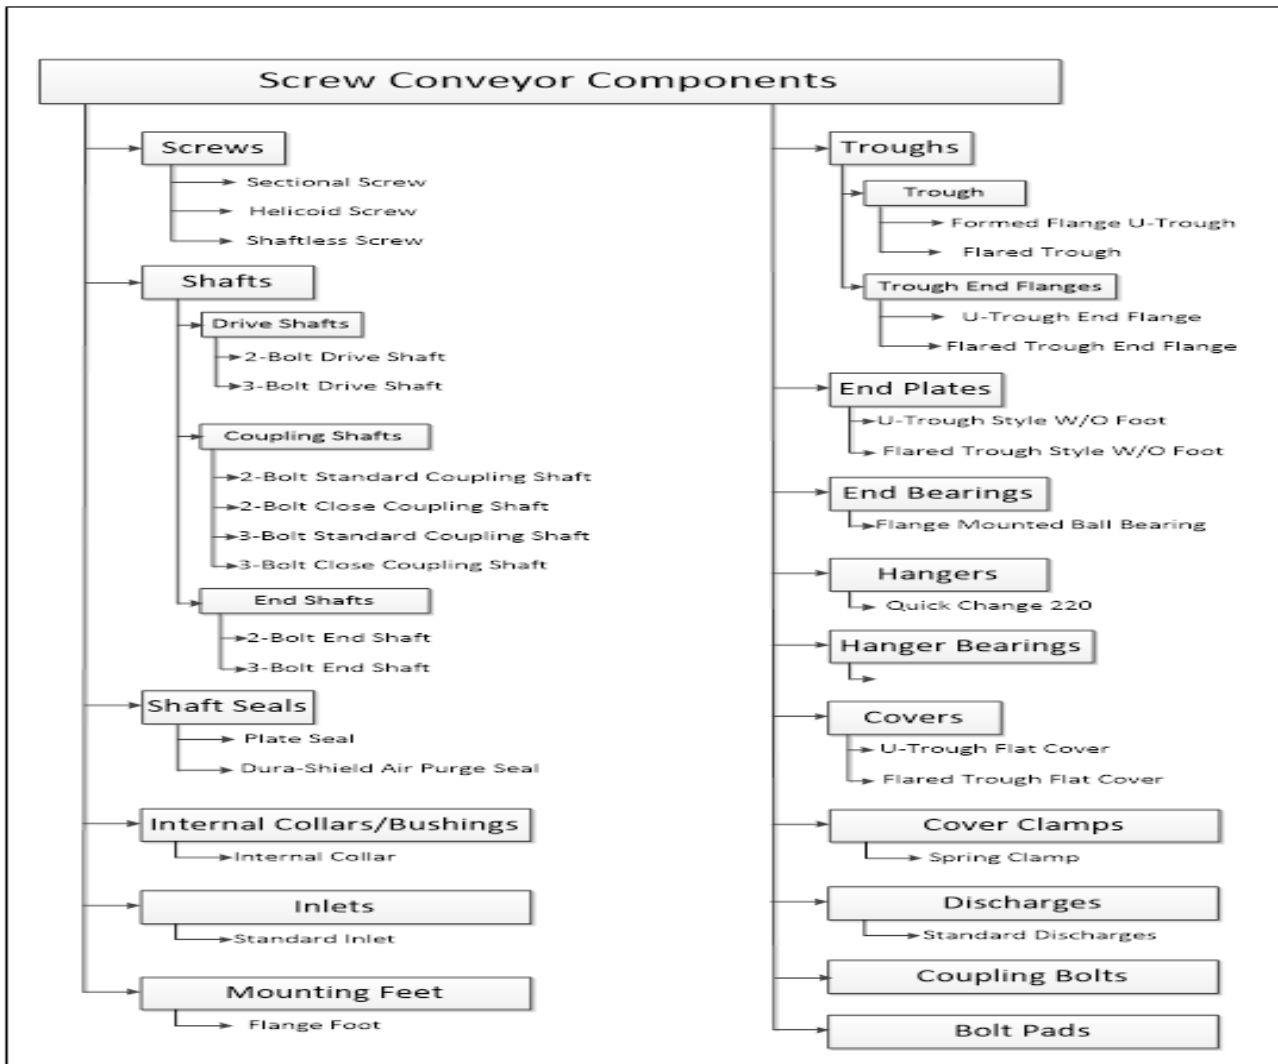 Screw Conveyor Components
Screws
Sectional Screw
Helicoid Screw
Shaftless Screw
Shafts
Drive Shafts
2-Bolt Drive Shaft
3-Bolt Drive Shaft
Coupling Shafts
2-Bolt Standard Coupling Shaft
2-Bolt Close Coupling Shaft
3-Bolt Standard Coupling Shaft
3-Bolt Close Coupling Shaft
End Shafts
2-Bolt End Shaft
3-Bolt End Shaft
Shaft Seals
Plate Seal
Dura-Shield Air Purge Seal
Internal Collars/Bushings
Internal Collar
Inlets
Standard Inlet
Mounting Feet
Flange Foot
Troughs
Trough
Formed Flange U-Trough
Flared Trough
Trough End Flanges
U-Trough End Flange
Flared Trough End Flange
End Plates
U-Trough Style W/O Foot
Flared Trough Style W/O Foot
End Bearings
Flange Mounted Ball Bearing
Hangers
Quick Change 220
Hanger Bearings
Covers
U-Trough Flat Cover
Flared Trough Flat Cover
Cover Clamps
Spring Clamp
Discharges
Standard Discharges
Coupling Bolts
Bolt Pads